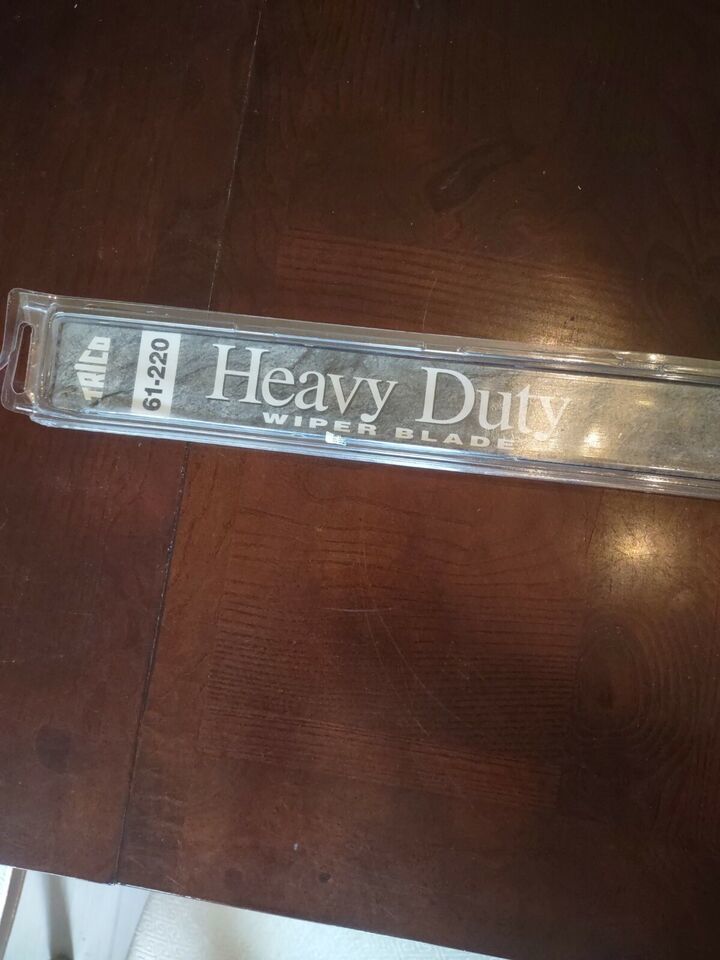 TRICO
61-220
Heavy Duty
WIPER BLADE